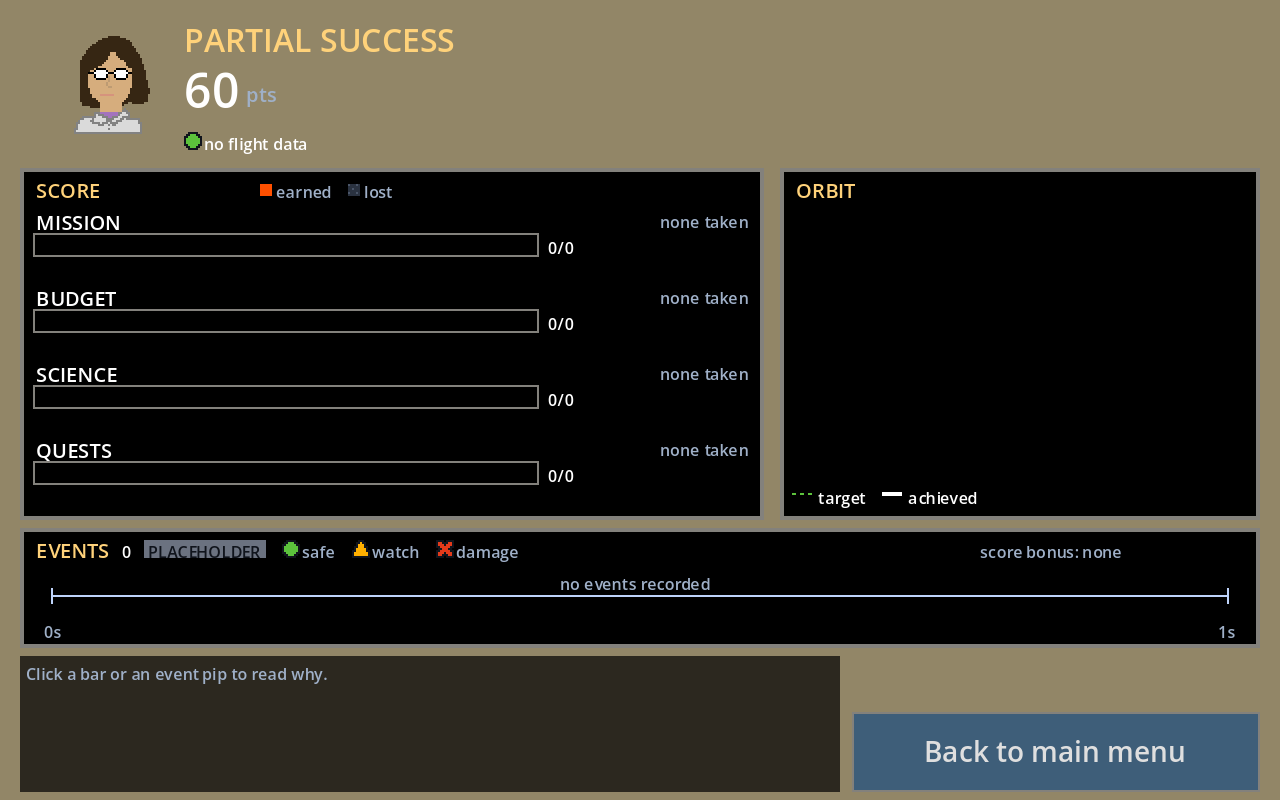 PARTIAL SUCCESS
60 pts
no flight data
SCORE earned lost
MISSION none taken
0/0
BUDGET none taken
0/0
SCIENCE none taken
0/0
QUESTS none taken
0/0
ORBIT
target achieved
EVENTS 0 PLACEHOLDER safe watch damage score bonus: none
no events recorded
0s 1s
Click a bar or an event pip to read why.
Back to main menu